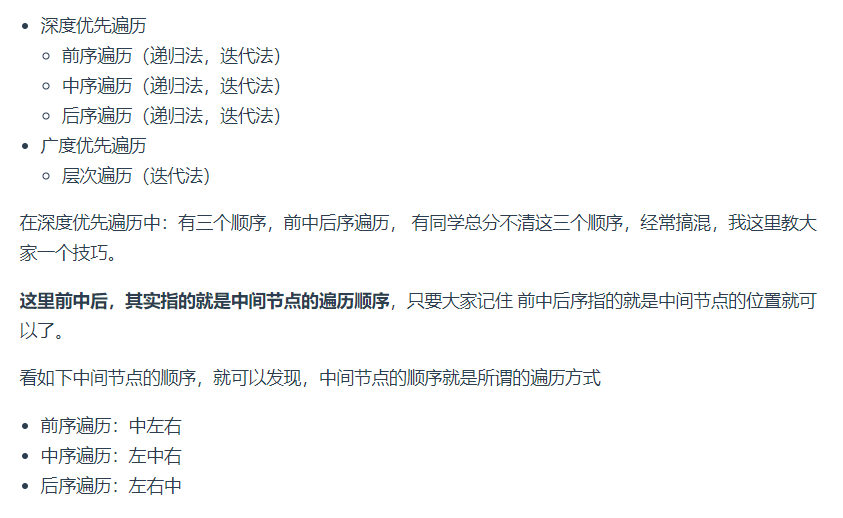 深度优先遍历
前序遍历（递归法，迭代法）
中序遍历（递归法，迭代法）
后序遍历（递归法，迭代法）
广度优先遍历
层次遍历（迭代法）
在深度优先遍历中：有三个顺序，前中后序遍历， 有同学总分不清这三个顺序，经常搞混，我这里教大
家一个技巧。
这里前中后，其实指的就是中间节点的遍历顺序，只要大家记住 前中后序指的就是中间节点的位置就可
以了。
看如下中间节点的顺序，就可以发现，中间节点的顺序就是所谓的遍历方式
前序遍历：中左右
中序遍历：左中右
后序遍历：左右中